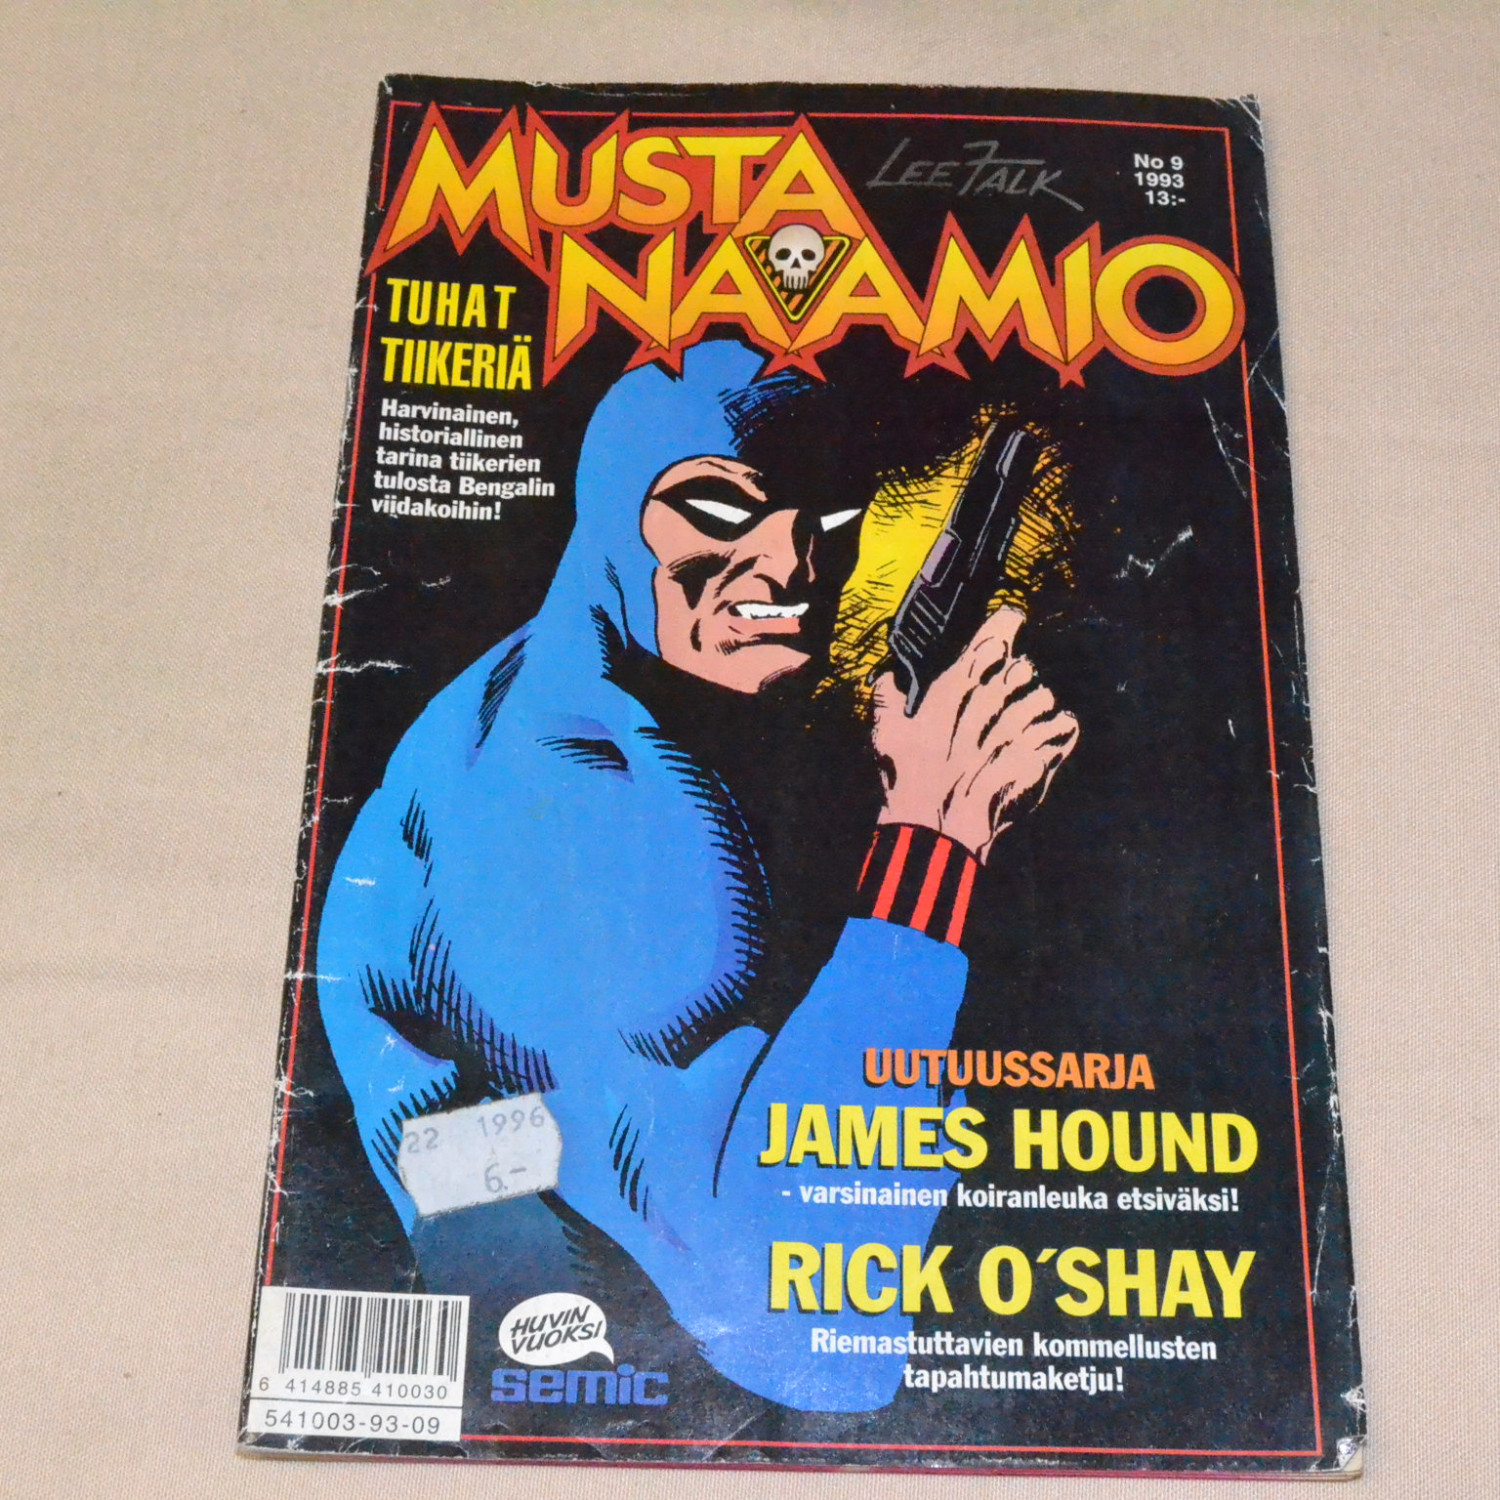 MUSTA
NAAMIO
LEE FALK
No 9
1993
13:-
TUHAT
TIIKERIÄ
Harvinainen,
historiallinen
tarina tiikerien
tulosta Bengalin
viidakoihin!
UUTUUSSARJA
JAMES HOUND
- varsinainen koiranleuka etsiväksi!
RICK O´SHAY
Riemastuttavien kommellusten
tapahtumaketju!
22 1996
6.-
HUVIN
VUOKSI
semic
6 414885 410030
541003-93-09